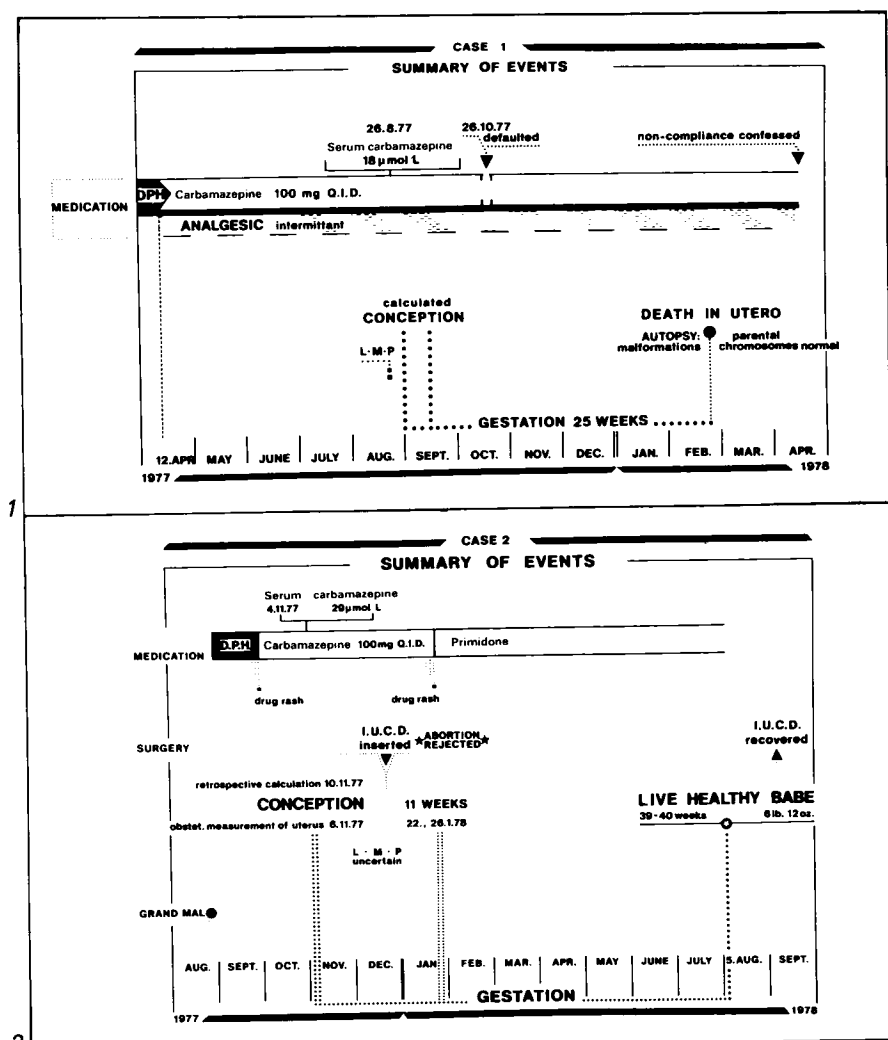 CASE 1
SUMMARY OF EVENTS
26.8.77
26.10.77
defaulted
non-compliance confessed
Serum carbamazepine
18 µmol L
MEDICATION
DPH
Carbamazepine 100 mg Q.I.D.
ANALGESIC intermittant
calculated
CONCEPTION
L·M·P
DEATH IN UTERO
AUTOPSY: parental
malformations chromosomes normal
GESTATION 25 WEEKS
12.APR MAY JUNE JULY AUG. SEPT. OCT. NOV. DEC. JAN. FEB. MAR. APR.
1977 1978
1
CASE 2
SUMMARY OF EVENTS
Serum carbamazepine
4.11.77 29µmol L
MEDICATION
D.P.H. Carbamazepine 100mg Q.I.D. Primidone
drug rash drug rash
SURGERY
I.U.C.D.
inserted
★ABORTION
REJECTED★
I.U.C.D.
recovered
retrospective calculation 10.11.77
CONCEPTION 11 WEEKS
obstet. measurement of uterus 6.11.77 22., 26.1.78
LIVE HEALTHY BABE
39-40 weeks 6 lb. 12oz.
L · M · P
uncertain
GRAND MAL
AUG. SEPT. OCT. NOV. DEC. JAN FEB. MAR. APR. MAY JUNE JULY 5.AUG. SEPT.
GESTATION
1977 1978